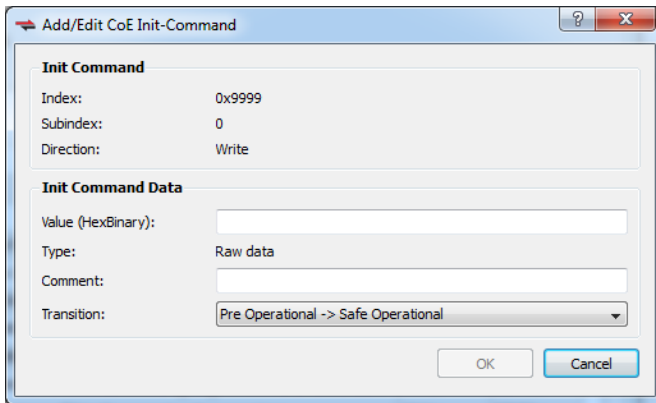 Add/Edit CoE Init-Command
?
Init Command
Index: 0x9999
Subindex: 0
Direction: Write
Init Command Data
Value (HexBinary):
Type: Raw data
Comment:
Transition: Pre Operational -> Safe Operational
OK Cancel